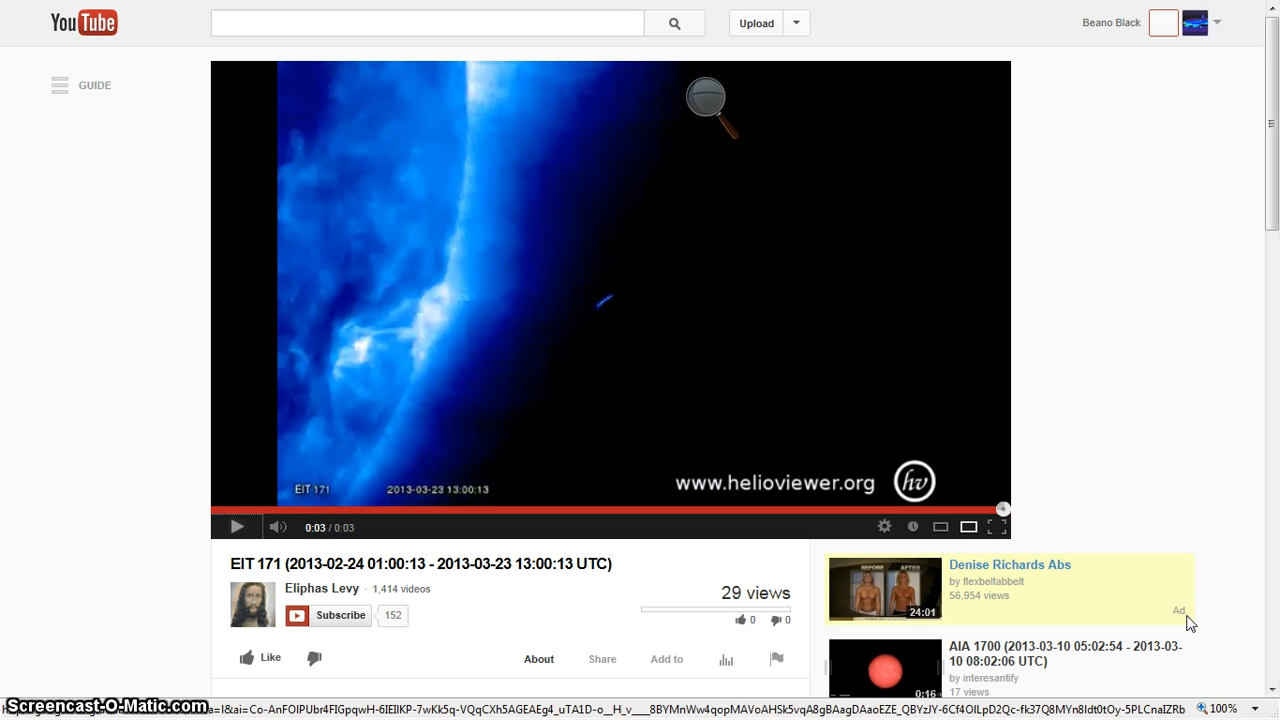 YouTube
Upload
Beano Black
GUIDE
EIT 171
2013-03-23 13:00:13
www.helioviewer.org
hv
0:03 / 0:03
EIT 171 (2013-02-24 01:00:13 - 2013-03-23 13:00:13 UTC)
Eliphas Levy
1,414 videos
Subscribe
152
29 views
0
0
Like
About
Share
Add to
BEFORE
AFTER
24:01
Denise Richards Abs
by flexbeltabbelt
56,954 views
Ad
0:16
AIA 1700 (2013-03-10 05:02:54 - 2013-03-
10 08:02:06 UTC)
by interesantify
17 views
Screencast-O-Matic.com
100%